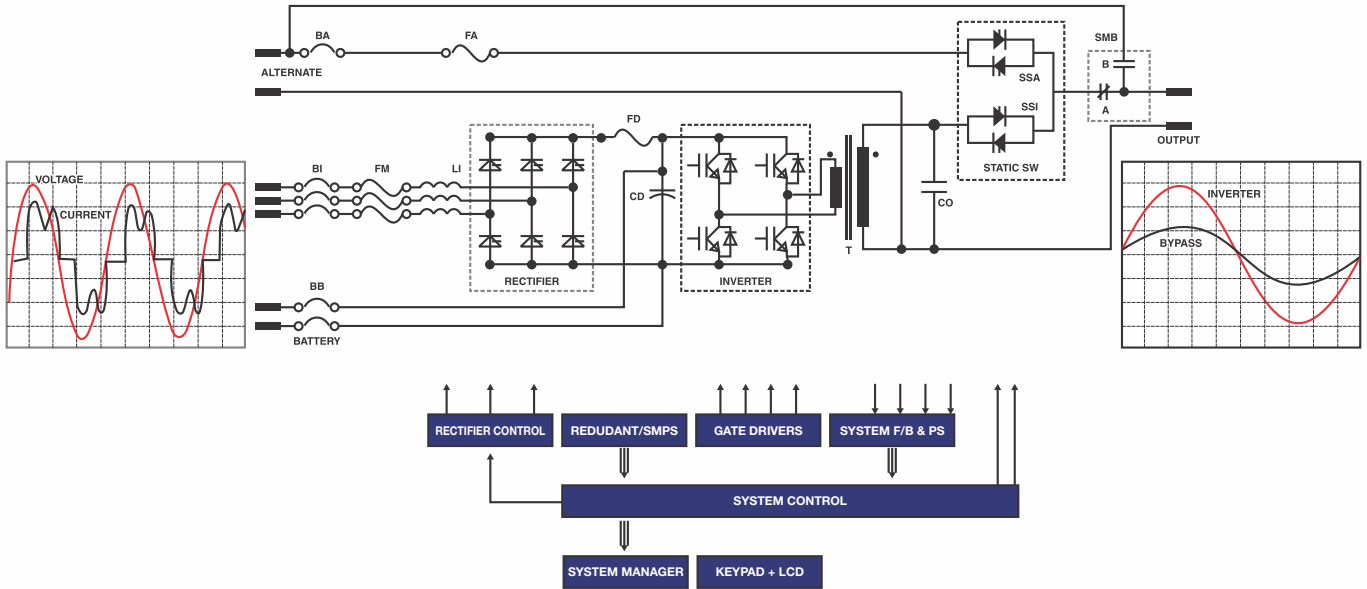 BA
FA
SMB
B
ALTERNATE
SSA
A
SSI
FD
OUTPUT
STATIC SW
BI
FM
LI
VOLTAGE
CURRENT
CD
CO
INVERTER
BYPASS
T
RECTIFIER
INVERTER
BB
BATTERY
RECTIFIER CONTROL
REDUDANT/SMPS
GATE DRIVERS
SYSTEM F/B & PS
SYSTEM CONTROL
SYSTEM MANAGER
KEYPAD + LCD